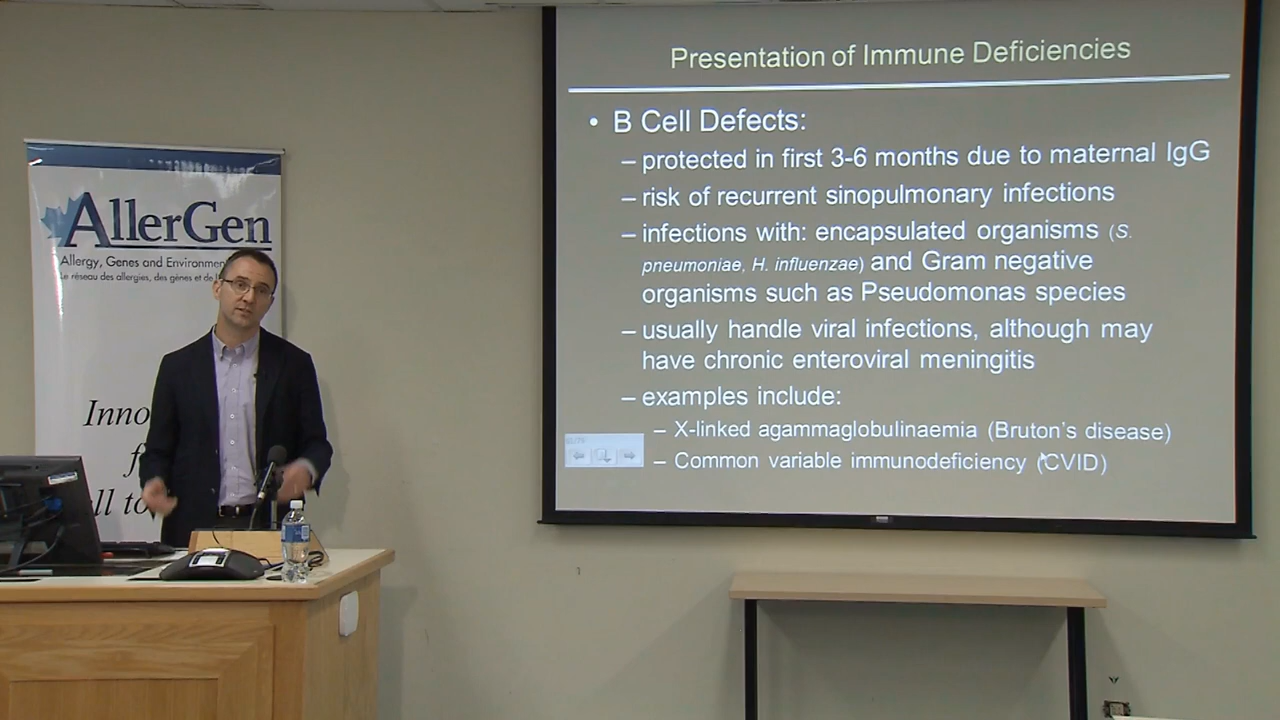 Presentation of Immune Deficiencies
• B Cell Defects:
– protected in first 3-6 months due to maternal IgG
– risk of recurrent sinopulmonary infections
– infections with: encapsulated organisms (S.
pneumoniae, H. influenzae) and Gram negative
organisms such as Pseudomonas species
– usually handle viral infections, although may
have chronic enteroviral meningitis
– examples include:
– X-linked agammaglobulinaemia (Bruton's disease)
– Common variable immunodeficiency (CVID)
AllerGen
Allergy, Genes and Environmen
Le réseau des allergies, des gènes et de l
Inno
f
ll to